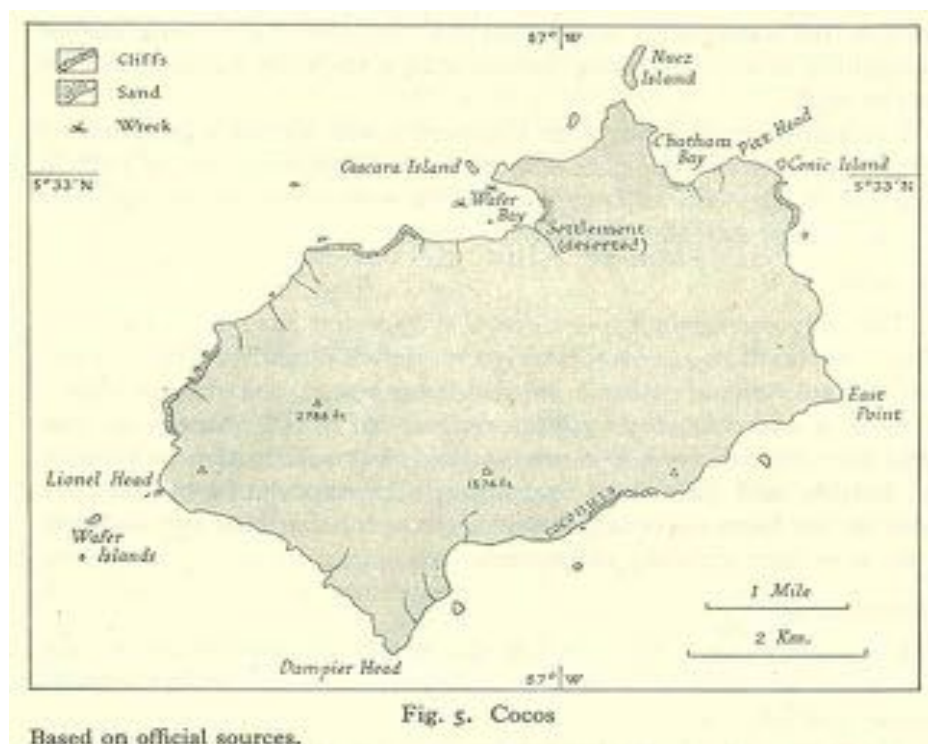 87° W
Cliffs
Sand
Wreck
Nuez
Island
Chatham
Bay
Pitt Head
Conic Island
Cascara Island
5°33'N
5°33'N
Wafer
Bay
Settlement
(deserted)
2788 ft.
East
Point
Lionel Head
1574 ft.
Coconuts
Wafer
Islands
1 Mile
2 Km.
Dampier Head
87° W
Fig. 5. Cocos
Based on official sources.